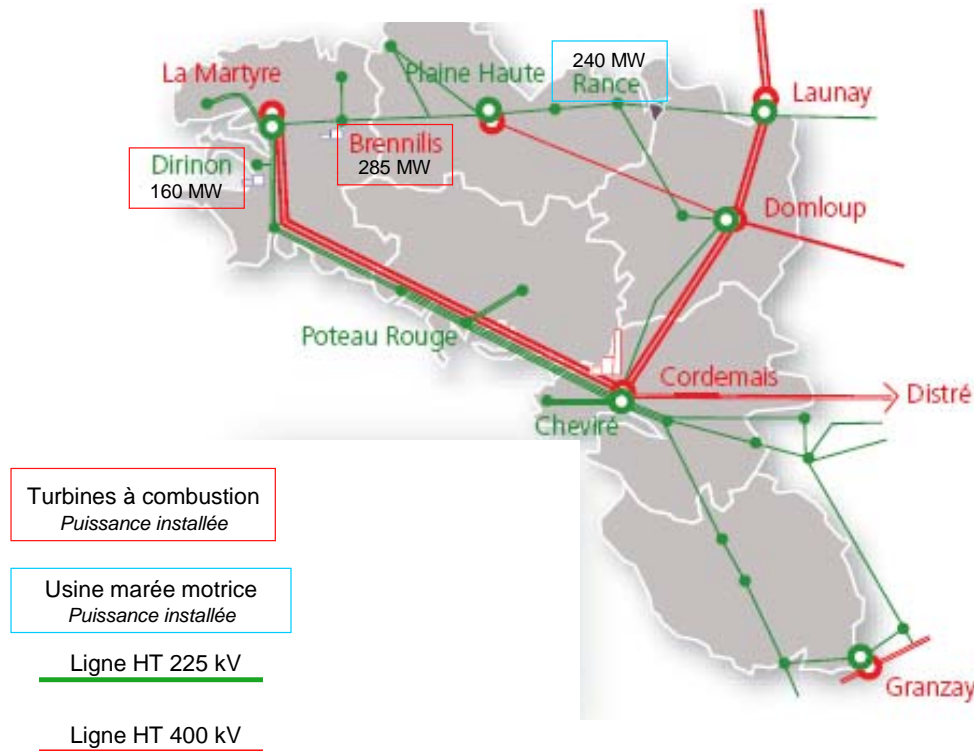 240 MW
Plaine Haute
Rance
La Martyre
Launay
Brennilis
285 MW
Dirinon
160 MW
Domloup
Poteau Rouge
Cordemais
Distré
Cheviré
Turbines à combustion
Puissance installée
Usine marée motrice
Puissance installée
Ligne HT 225 kV
Granzay
Ligne HT 400 kV